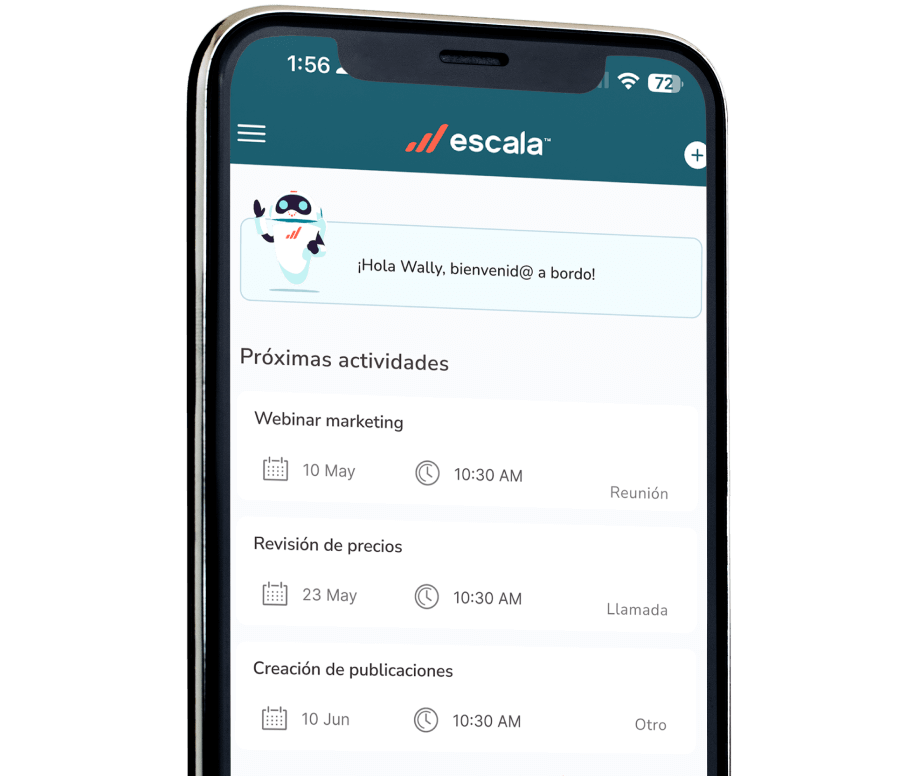 1:56
72
escala™
¡Hola Wally, bienvenid@ a bordo!
Próximas actividades
Webinar marketing
10 May
10:30 AM
Reunión
Revisión de precios
23 May
10:30 AM
Llamada
Creación de publicaciones
10 Jun
10:30 AM
Otro